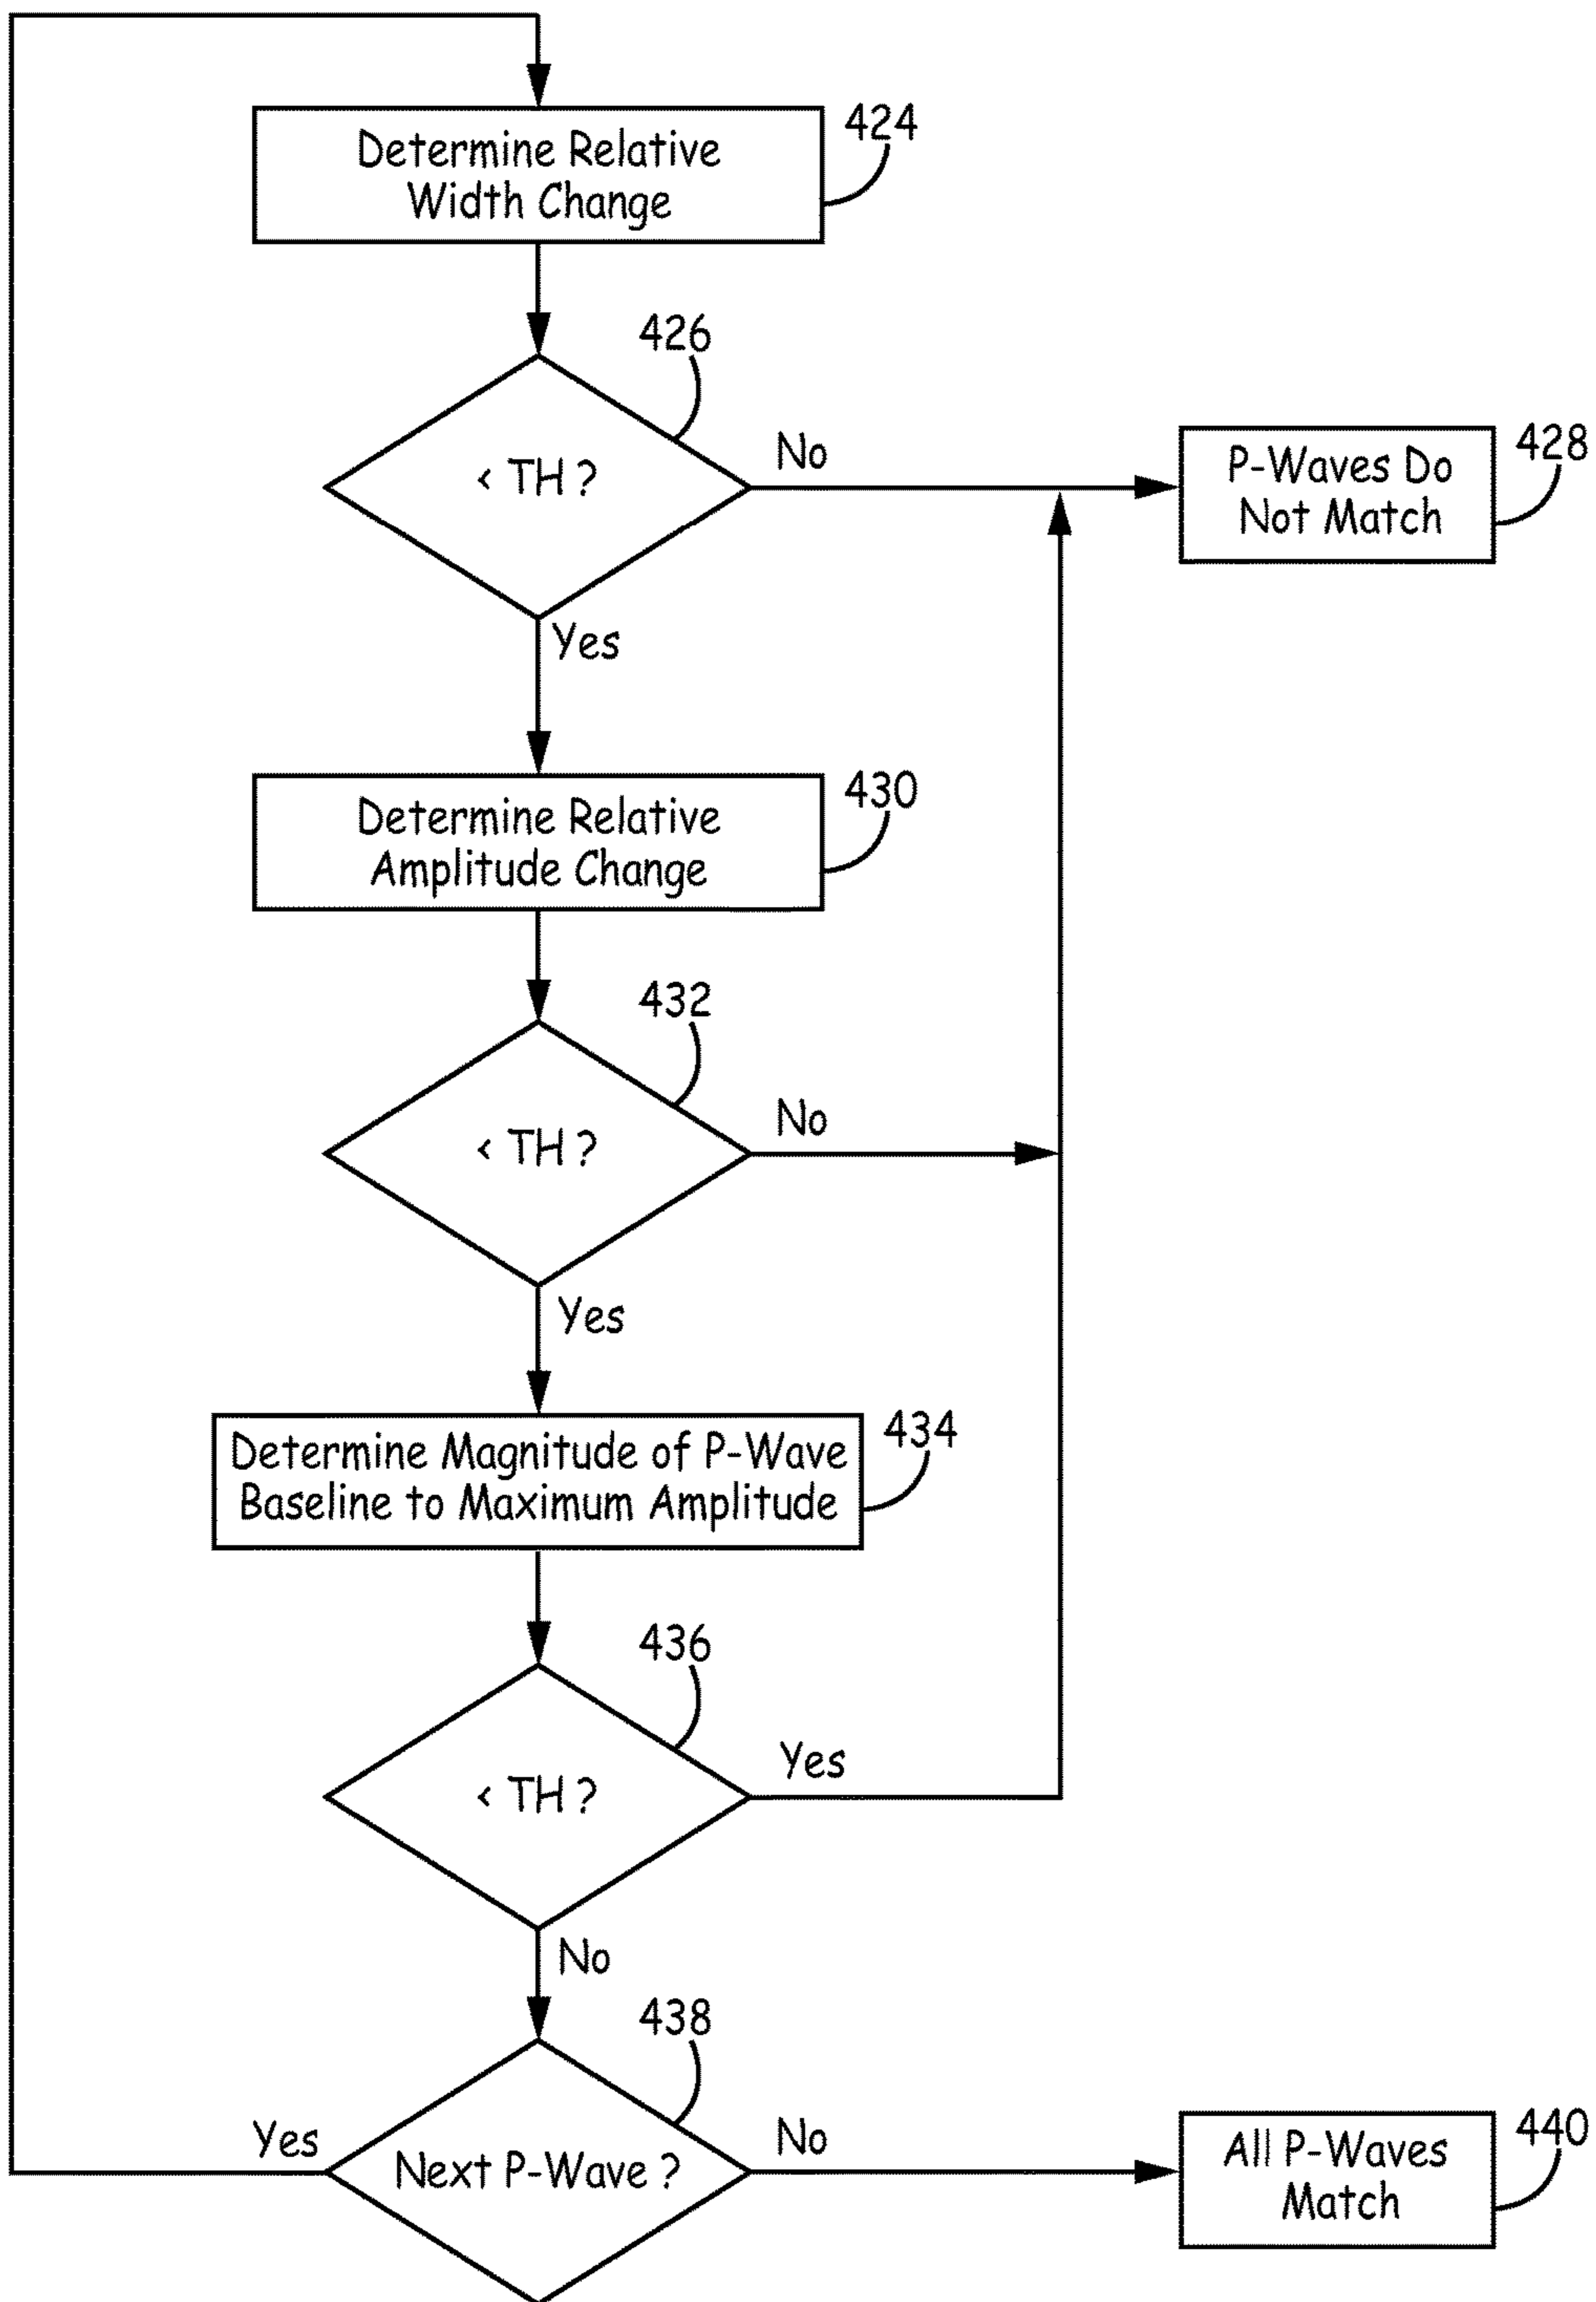 424
Determine Relative
Width Change
426
< TH ?
No
428
P-Waves Do
Not Match
Yes
430
Determine Relative
Amplitude Change
432
< TH ?
No
Yes
434
Determine Magnitude of P-Wave
Baseline to Maximum Amplitude
436
< TH ?
Yes
No
438
Yes
Next P-Wave ?
No
440
All P-Waves
Match